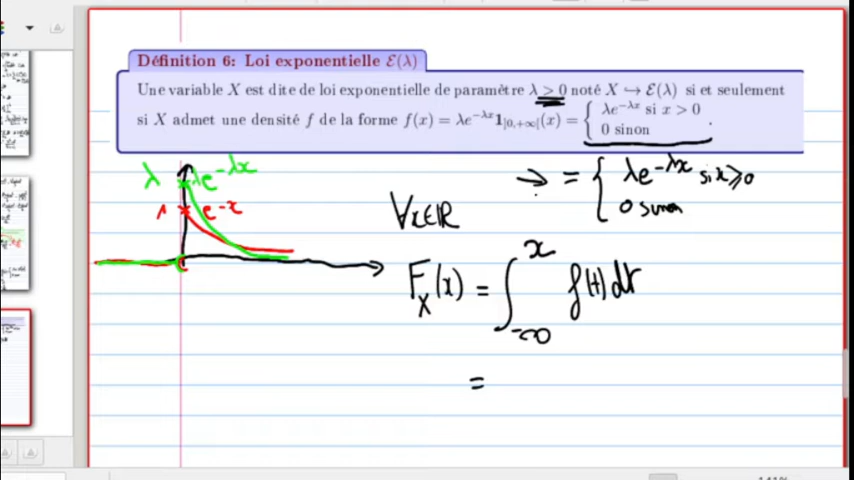 Définition 6: Loi exponentielle ℰ(λ)
Une variable X est dite de loi exponentielle de paramètre λ > 0 noté X ↪ ℰ(λ) si et seulement
si X admet une densité f de la forme f(x) = λe^{-λx}1_{]0,+∞[}(x) = { λe^{-λx} si x > 0
0 sinon .
λ λe^{-λx}
1 e^{-x}
→ = { λe^{-λx} si x ≥ 0
0 sinon
∀x∈ℝ
F_X(x) = ∫_{-∞}^{x} f(t)dt
=
141%